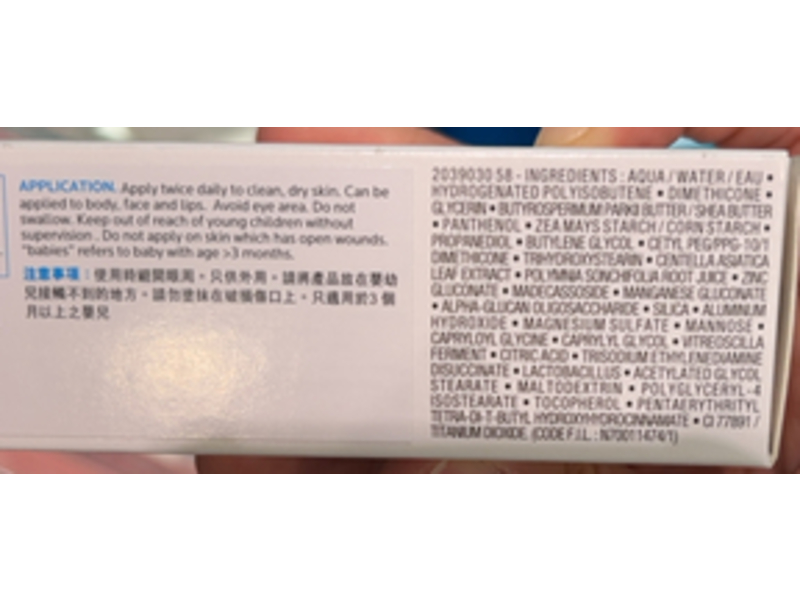 APPLICATION. Apply twice daily to clean, dry skin. Can be
applied to body, face and lips. Avoid eye area. Do not
swallow. Keep out of reach of young children without
supervision . Do not apply on skin which has open wounds.
"babies" refers to baby with age >3 months.
注意事項：使用時避開眼周。只供外用。請將產品放在嬰幼
兒接觸不到的地方。請勿塗抹在破損傷口上。只適用於3 個
月以上之嬰兒
2039030 58 - INGREDIENTS : AQUA / WATER / EAU •
HYDROGENATED POLYISOBUTENE • DIMETHICONE •
GLYCERIN • BUTYROSPERMUM PARKII BUTTER / SHEA BUTTER
• PANTHENOL • ZEA MAYS STARCH / CORN STARCH •
PROPANEDIOL • BUTYLENE GLYCOL • CETYL PEG/PPG-10/1
DIMETHICONE • TRIHYDROXYSTEARIN • CENTELLA ASIATICA
LEAF EXTRACT • POLYMNIA SONCHIFOLIA ROOT JUICE • ZINC
GLUCONATE • MADECASSOSIDE • MANGANESE GLUCONATE
• ALPHA-GLUCAN OLIGOSACCHARIDE • SILICA • ALUMINUM
HYDROXIDE • MAGNESIUM SULFATE • MANNOSE •
CAPRYLOYL GLYCINE • CAPRYLYL GLYCOL • VITREOSCILLA
FERMENT • CITRIC ACID • TRISODIUM ETHYLENEDIAMINE
DISUCCINATE • LACTOBACILLUS • ACETYLATED GLYCOL
STEARATE • MALTODEXTRIN • POLYGLYCERYL-4
ISOSTEARATE • TOCOPHEROL • PENTAERYTHRITYL
TETRA-DI-T-BUTYL HYDROXYHYDROCINNAMATE • CI 77891 /
TITANIUM DIOXIDE. (CODE F.I.L. : N70011474/1)